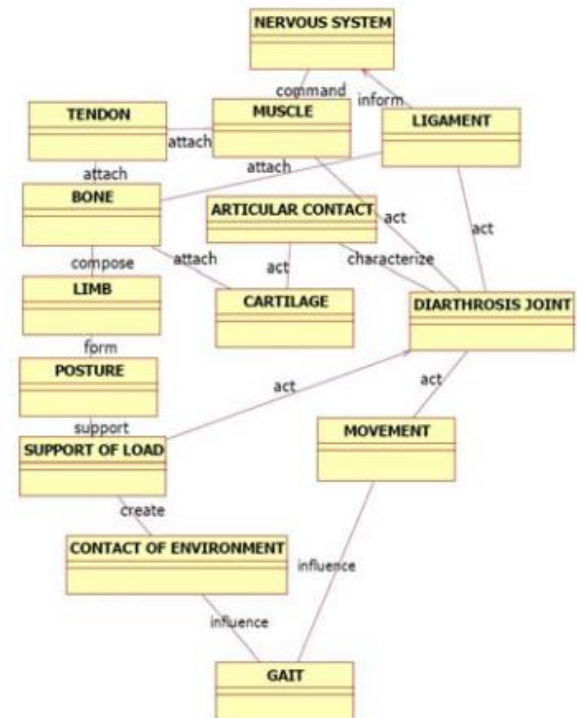 NERVOUS SYSTEM
command
inform
TENDON
MUSCLE
LIGAMENT
attach
attach
attach
BONE
ARTICULAR CONTACT
act
act
compose
attach
act
characterize
LIMB
CARTILAGE
DIARTHROSIS JOINT
form
POSTURE
act
act
support
MOVEMENT
SUPPORT OF LOAD
create
CONTACT OF ENVIRONMENT
influence
influence
GAIT